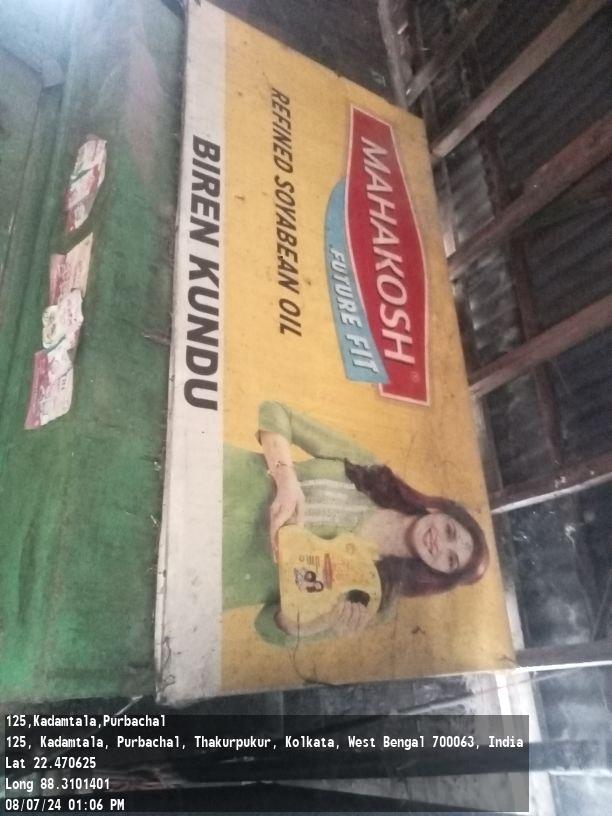 MAHAKOSH®
FUTURE FIT
REFINED SOYABEAN OIL
BIREN KUNDU
125,Kadamtala,Purbachal
125, Kadamtala, Purbachal, Thakurpukur, Kolkata, West Bengal 700063, India
Lat 22.470625
Long 88.3101401
08/07/24 01:06 PM